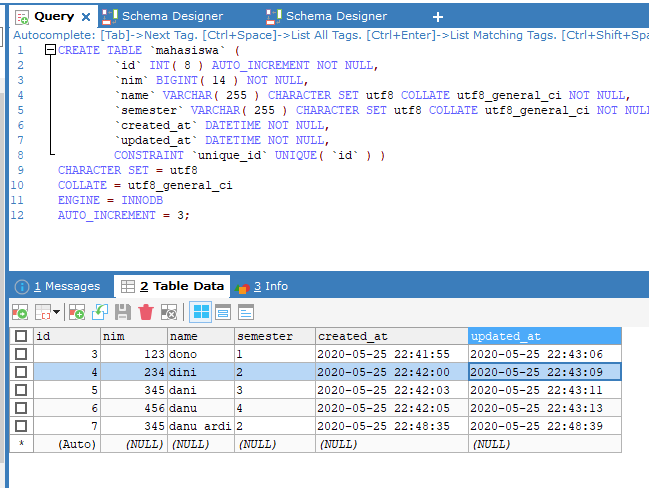 Query Schema Designer Schema Designer +
Autocomplete: [Tab]->Next Tag. [Ctrl+Space]->List All Tags. [Ctrl+Enter]->List Matching Tags. [Ctrl+Shift+Spa
1 CREATE TABLE `mahasiswa` (
2 `id` INT( 8 ) AUTO_INCREMENT NOT NULL,
3 `nim` BIGINT( 14 ) NOT NULL,
4 `name` VARCHAR( 255 ) CHARACTER SET utf8 COLLATE utf8_general_ci NOT NULL,
5 `semester` VARCHAR( 255 ) CHARACTER SET utf8 COLLATE utf8_general_ci NOT NULL
6 `created_at` DATETIME NOT NULL,
7 `updated_at` DATETIME NOT NULL,
8 CONSTRAINT `unique_id` UNIQUE( `id` ) )
9 CHARACTER SET = utf8
10 COLLATE = utf8_general_ci
11 ENGINE = INNODB
12 AUTO_INCREMENT = 3;
1 Messages 2 Table Data 3 Info
id nim name semester created_at updated_at
3 123 dono 1 2020-05-25 22:41:55 2020-05-25 22:43:06
4 234 dini 2 2020-05-25 22:42:00 2020-05-25 22:43:09
5 345 dani 3 2020-05-25 22:42:03 2020-05-25 22:43:11
6 456 danu 4 2020-05-25 22:42:05 2020-05-25 22:43:13
7 345 danu ardi 2 2020-05-25 22:48:35 2020-05-25 22:48:39
* (Auto) (NULL) (NULL) (NULL) (NULL) (NULL)